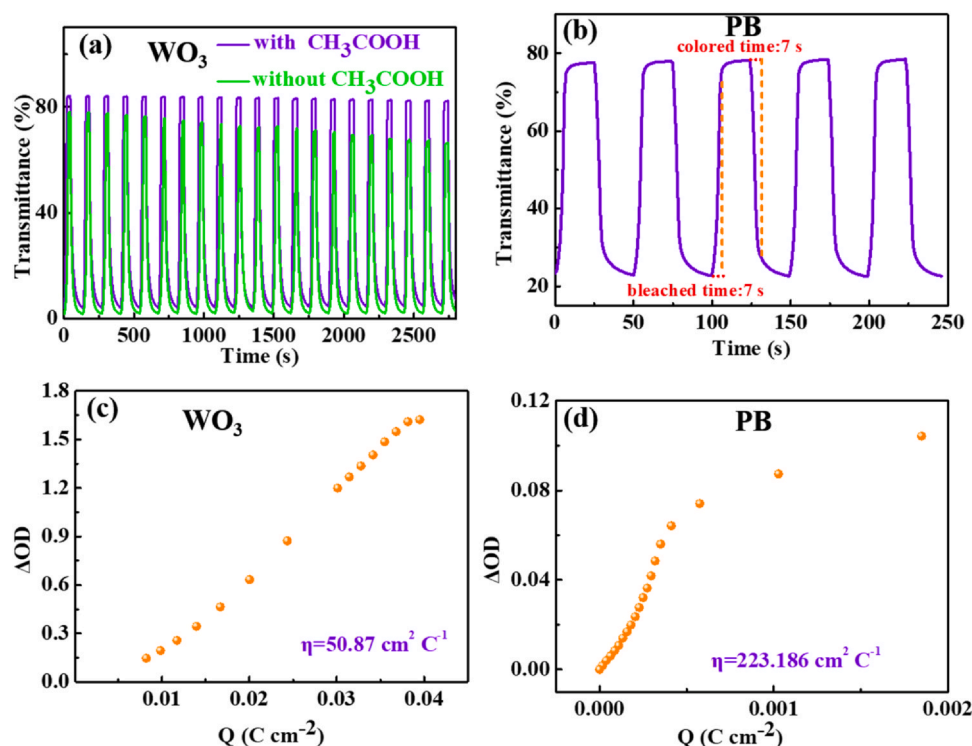 (a)
WO₃
with CH₃COOH
without CH₃COOH
Transmittance (%)
80
40
0
0 500 1000 1500 2000 2500
Time (s)
(b)
PB
colored time:7 s
bleached time:7 s
Transmittance (%)
80
60
40
20
0 50 100 150 200 250
Time (s)
(c)
WO₃
ΔOD
1.8
1.5
1.2
0.9
0.6
0.3
0.0
η=50.87 cm² C⁻¹
0.01 0.02 0.03 0.04
Q (C cm⁻²)
(d)
PB
ΔOD
0.12
0.08
0.04
0.00
η=223.186 cm² C⁻¹
0.000 0.001 0.002
Q (C cm⁻²)